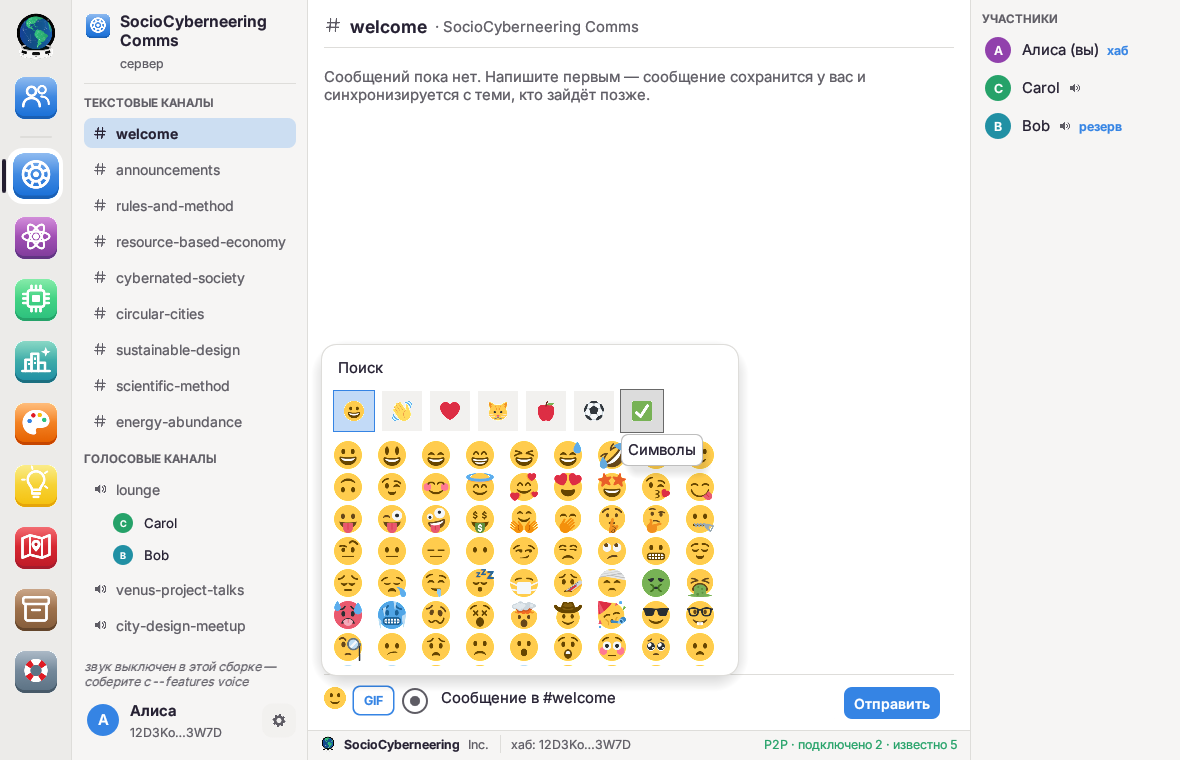 SocioCyberneering
Comms
сервер
ТЕКСТОВЫЕ КАНАЛЫ
# welcome
# announcements
# rules-and-method
# resource-based-economy
# cybernated-society
# circular-cities
# sustainable-design
# scientific-method
# energy-abundance
ГОЛОСОВЫЕ КАНАЛЫ
lounge
C Carol
B Bob
venus-project-talks
city-design-meetup
звук выключен в этой сборке —
соберите с --features voice
A Алиса
12D3Ko...3W7D
# welcome · SocioCyberneering Comms
Сообщений пока нет. Напишите первым — сообщение сохранится у вас и
синхронизируется с теми, кто зайдёт позже.
Поиск
Символы
GIF Сообщение в #welcome Отправить
SocioCyberneering Inc. хаб: 12D3Ko...3W7D P2P · подключено 2 · известно 5
УЧАСТНИКИ
A Алиса (вы) хаб
C Carol
B Bob резерв